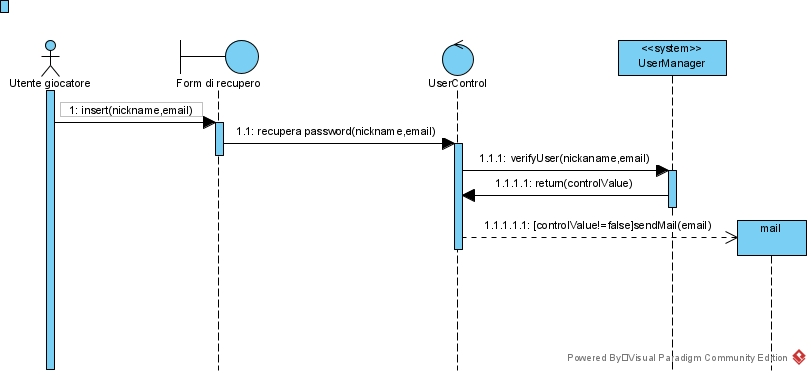 Utente giocatore
Form di recupero
UserControl
<<system>>
UserManager
1: insert(nickname,email)
1.1: recupera password(nickname,email)
1.1.1: verifyUser(nickaname,email)
1.1.1.1: return(controlValue)
1.1.1.1.1: [controlValue!=false]sendMail(email)
mail
Powered By Visual Paradigm Community Edition